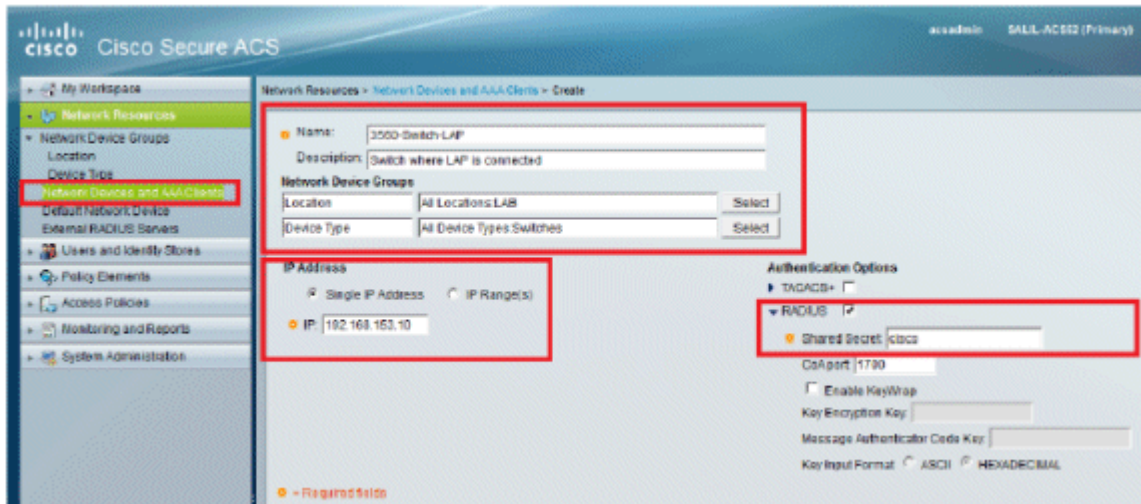 cisco Cisco Secure ACS
acsadmin SALIL-ACS52 (Primary)
My Workspace
Network Resources
Network Device Groups
Location
Device Type
Network Devices and AAA Clients
Default Network Device
External RADIUS Servers
Users and Identity Stores
Policy Elements
Access Policies
Monitoring and Reports
System Administration
Network Resources > Network Devices and AAA Clients > Create
Name: 3560-Switch-LAP
Description: Switch where LAP is connected
Network Device Groups
Location All Locations:LAB Select
Device Type All Device Types:Switches Select
IP Address
Single IP Address IP Range(s)
IP: 192.168.153.10
Authentication Options
TACACS+
RADIUS
Shared Secret: cisco
CoA port: 1700
Enable KeyWrap
Key Encryption Key:
Message Authenticator Code Key:
Key Input Format ASCII HEXADECIMAL
= Required fields